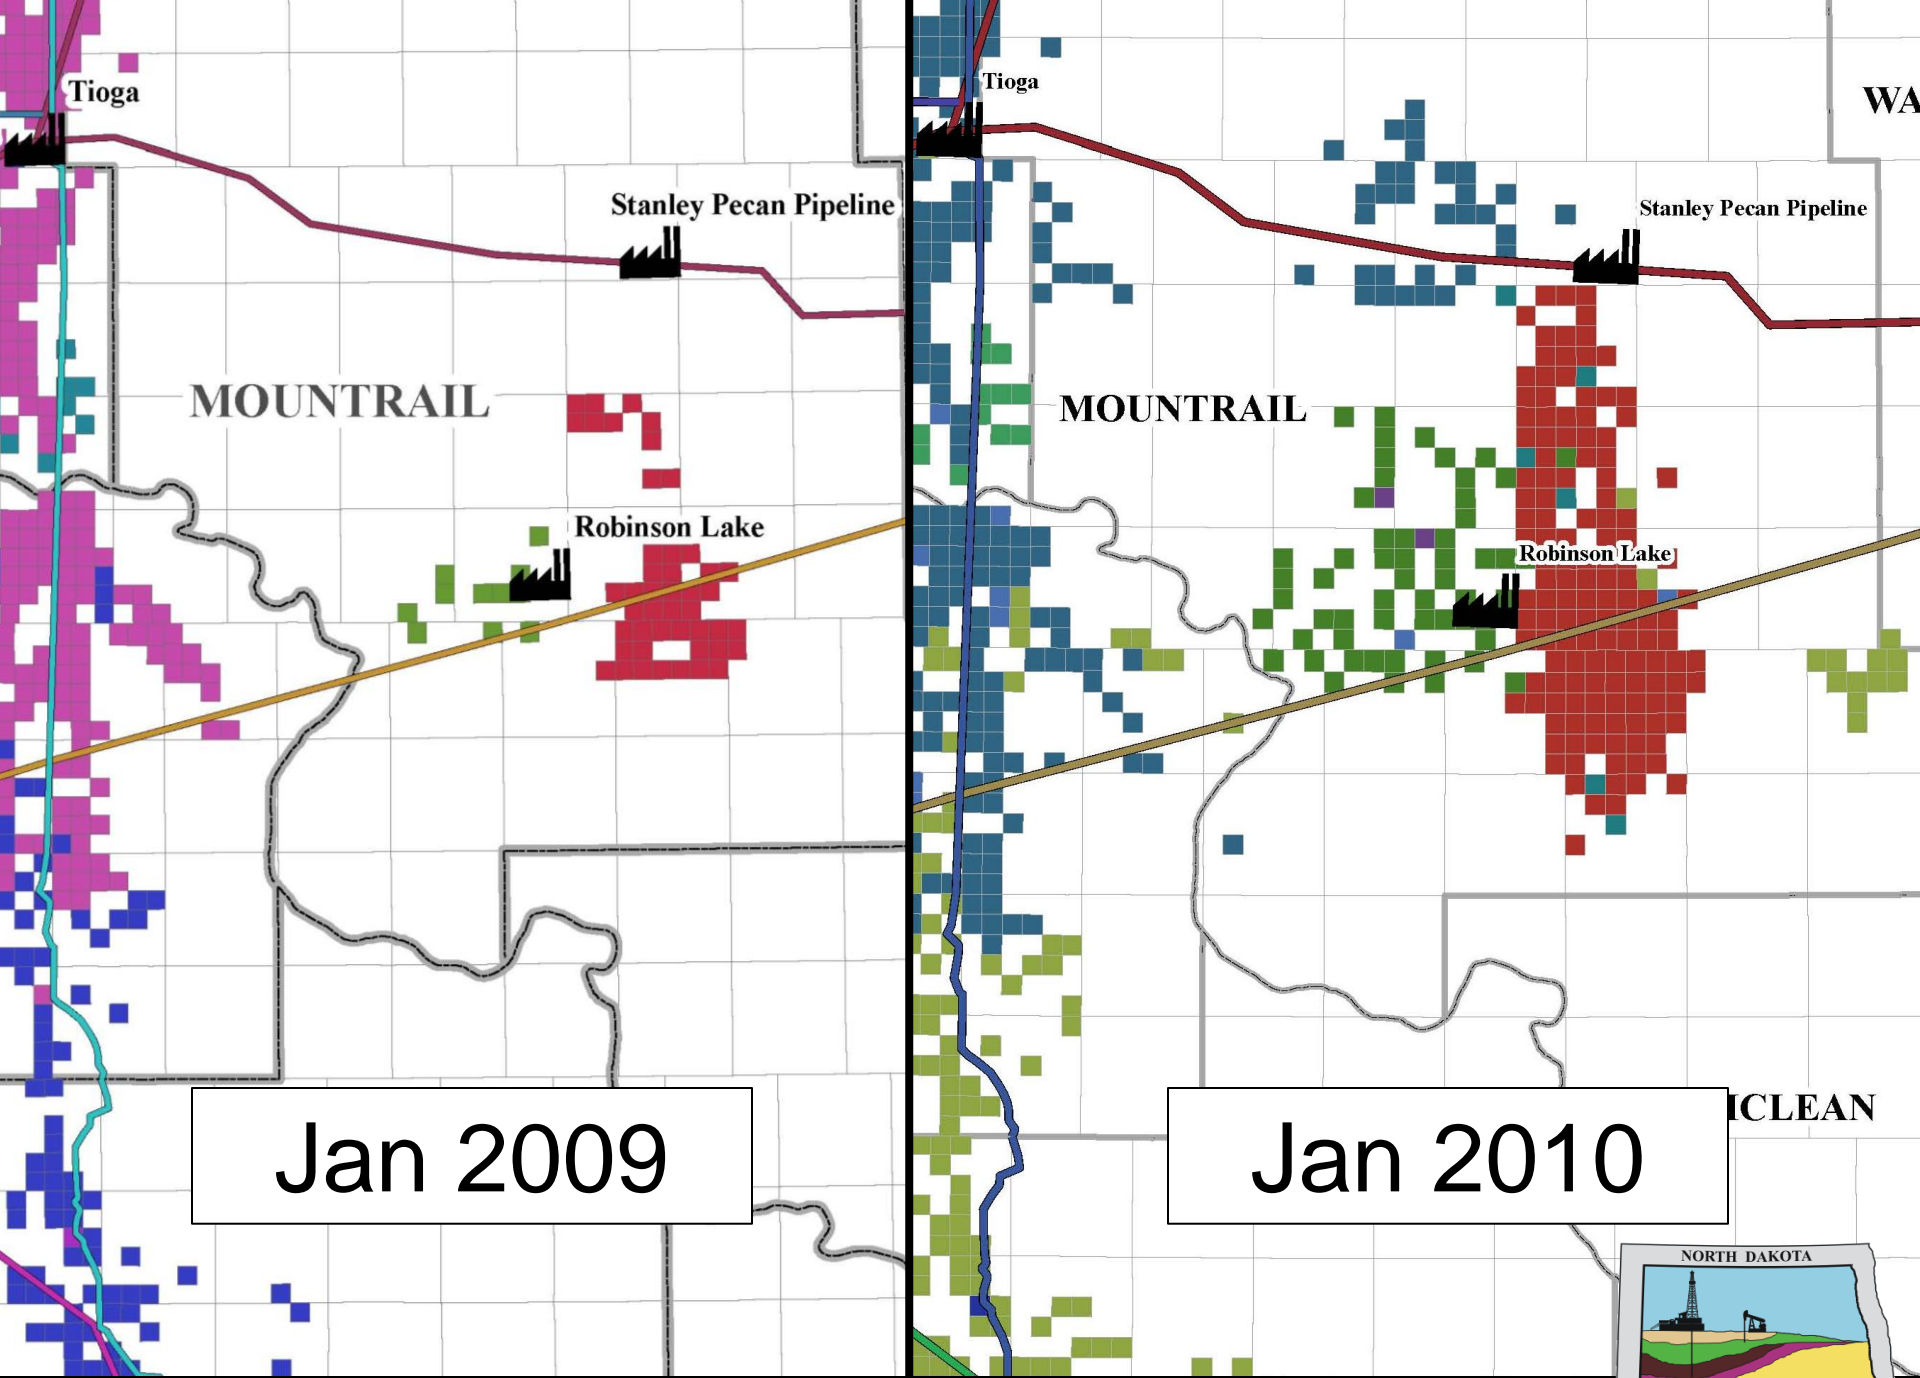 Tioga
Stanley Pecan Pipeline
MOUNTRAIL
Robinson Lake
Jan 2009
Tioga
WA
Stanley Pecan Pipeline
MOUNTRAIL
Robinson Lake
CLEAN
Jan 2010
NORTH DAKOTA